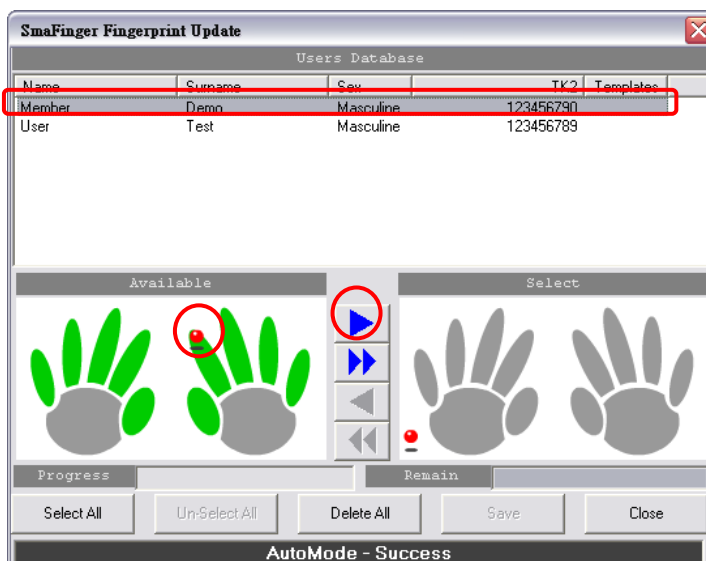 SmaFinger Fingerprint Update
Users Database
Name Surname Sex TK2 Templates
Member Demo Masculine 123456790
User Test Masculine 123456789
Available Select
Progress Remain
Select All Un-Select All Delete All Save Close
AutoMode - Success